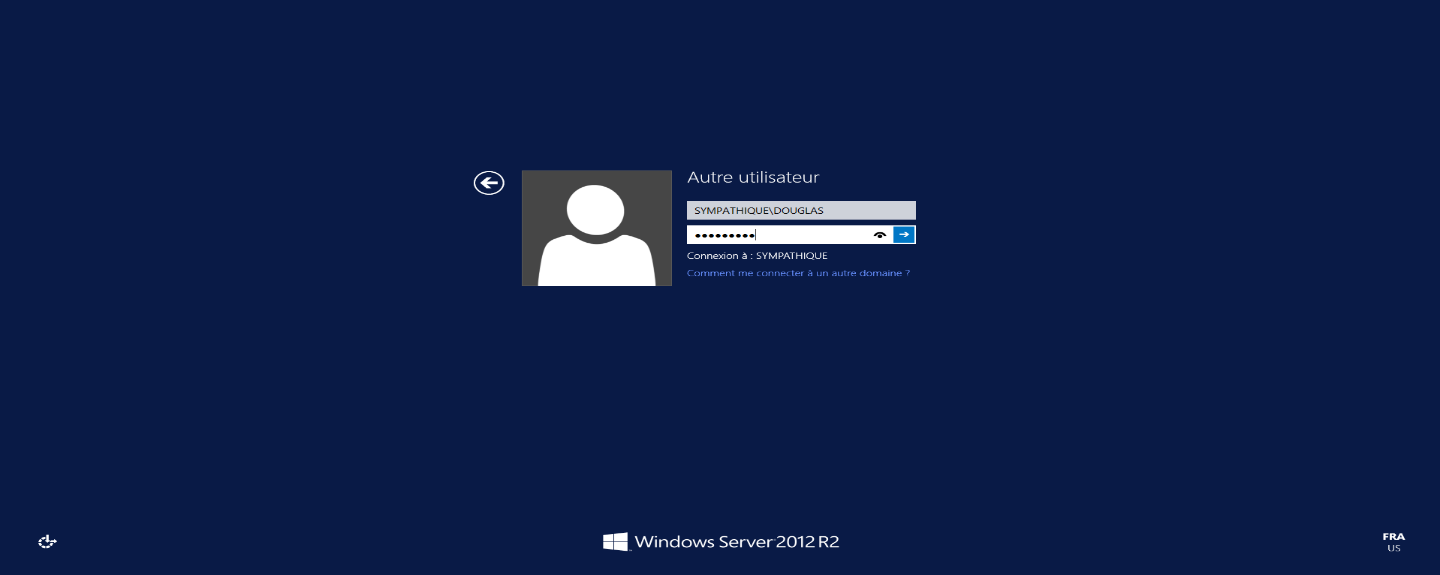 Autre utilisateur
SYMPATHIQUE\DOUGLAS
Connexion à : SYMPATHIQUE
Comment me connecter à un autre domaine ?
Windows Server 2012 R2
FRA
US